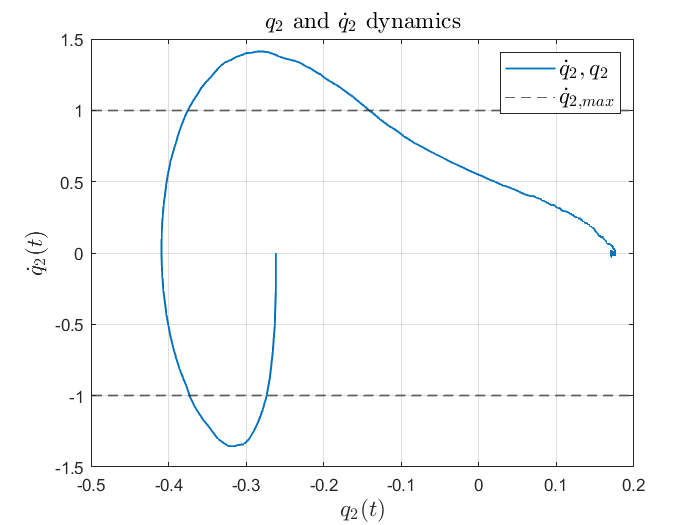 q₂ and q̇₂ dynamics
q̇₂, q₂
q̇₂,max
1.5
1
0.5
0
-0.5
-1
-1.5
q̇₂(t)
-0.5 -0.4 -0.3 -0.2 -0.1 0 0.1 0.2
q₂(t)